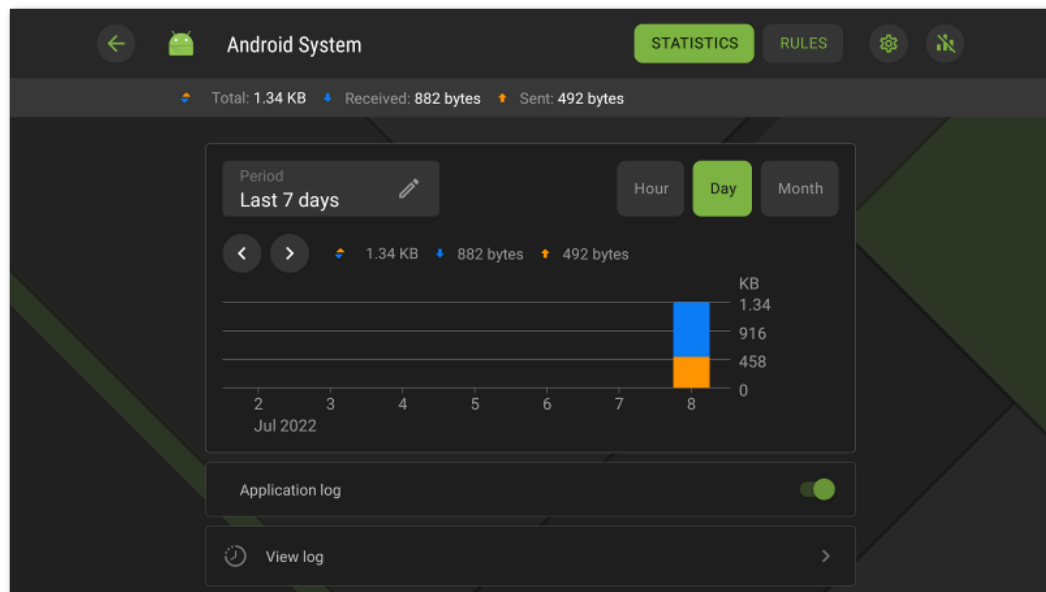 Android System STATISTICS RULES
Total: 1.34 KB Received: 882 bytes Sent: 492 bytes
Period
Last 7 days
Hour Day Month
1.34 KB 882 bytes 492 bytes
KB
1.34
916
458
0
2 3 4 5 6 7 8
Jul 2022
Application log
View log